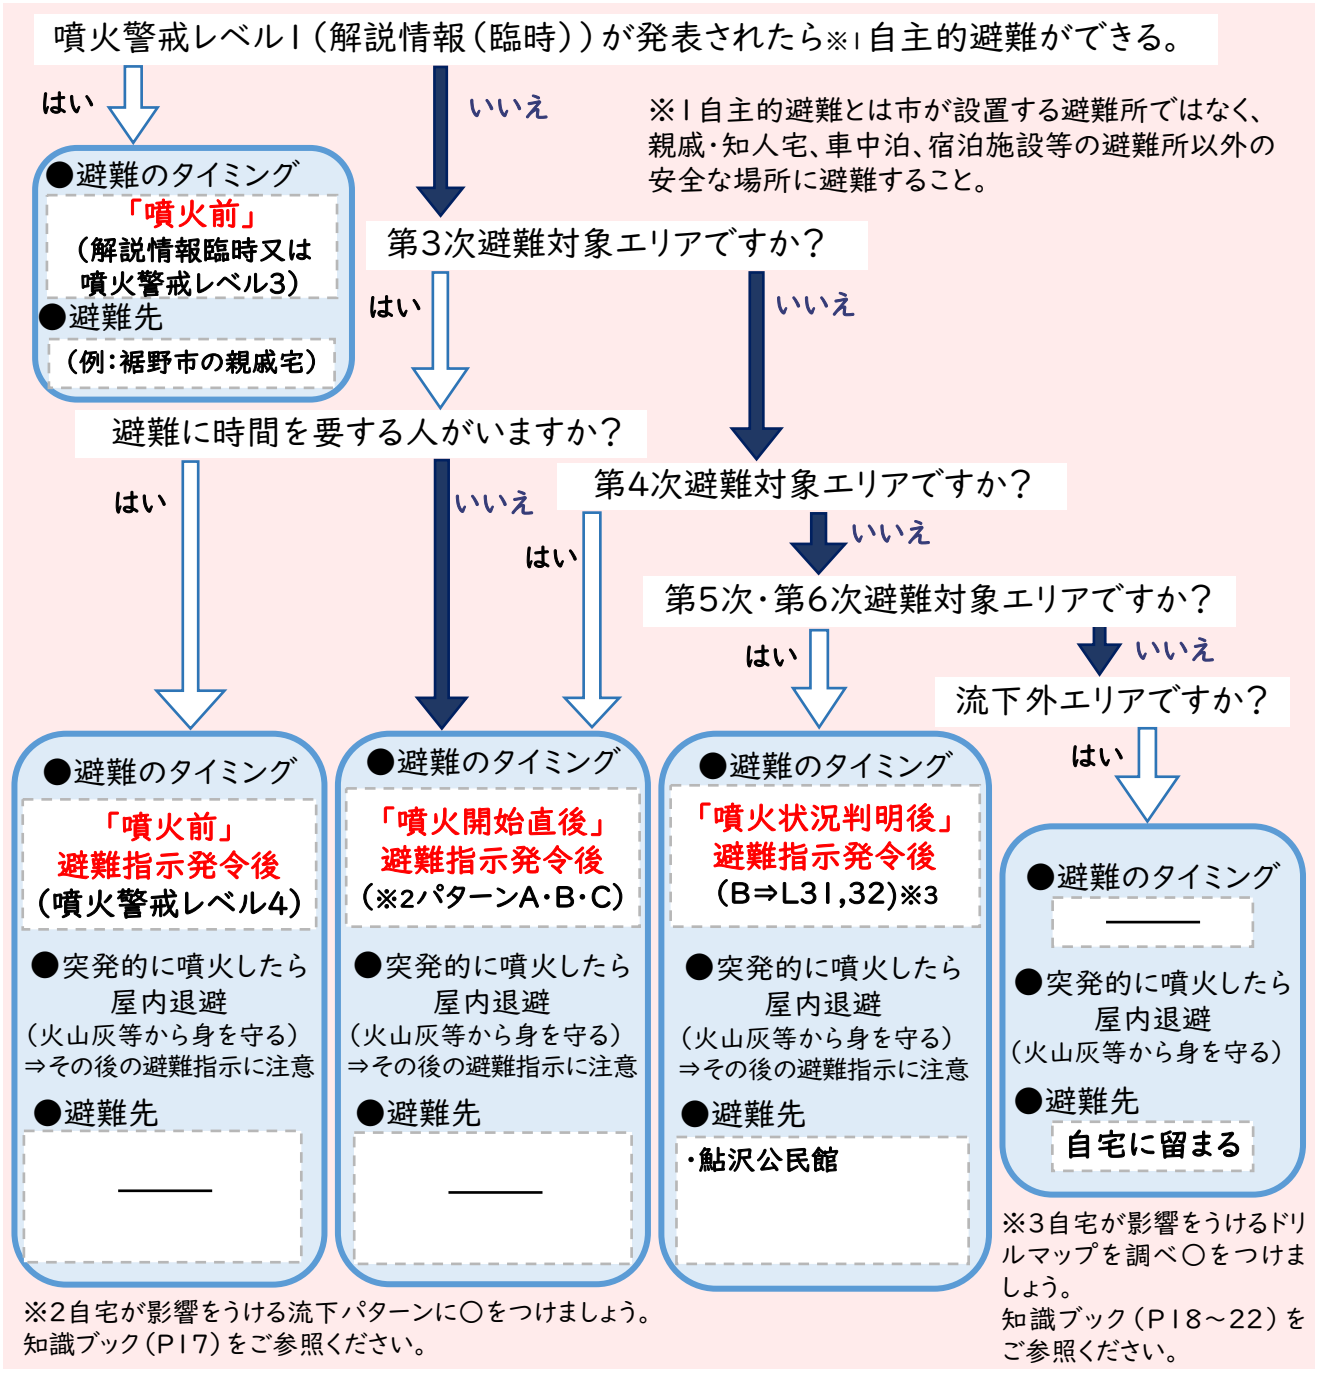 噴火警戒レベル1（解説情報（臨時））が発表されたら※1自主的避難ができる。
はい
いいえ
※1自主的避難とは市が設置する避難所ではなく、
親戚・知人宅、車中泊、宿泊施設等の避難所以外の
安全な場所に避難すること。
●避難のタイミング
「噴火前」
（解説情報臨時又は
噴火警戒レベル3）
●避難先
（例：裾野市の親戚宅）
第3次避難対象エリアですか？
はい
いいえ
避難に時間を要する人がいますか？
はい
いいえ
第4次避難対象エリアですか？
はい
いいえ
第5次・第6次避難対象エリアですか？
はい
いいえ
流下外エリアですか？
はい
●避難のタイミング
「噴火前」
避難指示発令後
（噴火警戒レベル4）
●突発的に噴火したら
屋内退避
（火山灰等から身を守る）
⇒その後の避難指示に注意
●避難先
●避難のタイミング
「噴火開始直後」
避難指示発令後
（※2パターンA・B・C）
●突発的に噴火したら
屋内退避
（火山灰等から身を守る）
⇒その後の避難指示に注意
●避難先
●避難のタイミング
「噴火状況判明後」
避難指示発令後
（B⇒L31,32）※3
●突発的に噴火したら
屋内退避
（火山灰等から身を守る）
⇒その後の避難指示に注意
●避難先
・鮎沢公民館
●避難のタイミング
●突発的に噴火したら
屋内退避
（火山灰等から身を守る）
●避難先
自宅に留まる
※2自宅が影響をうける流下パターンに〇をつけましょう。
知識ブック（P17）をご参照ください。
※3自宅が影響をうけるドリ
ルマップを調べ〇をつけま
しょう。
知識ブック（P18～22）を
ご参照ください。